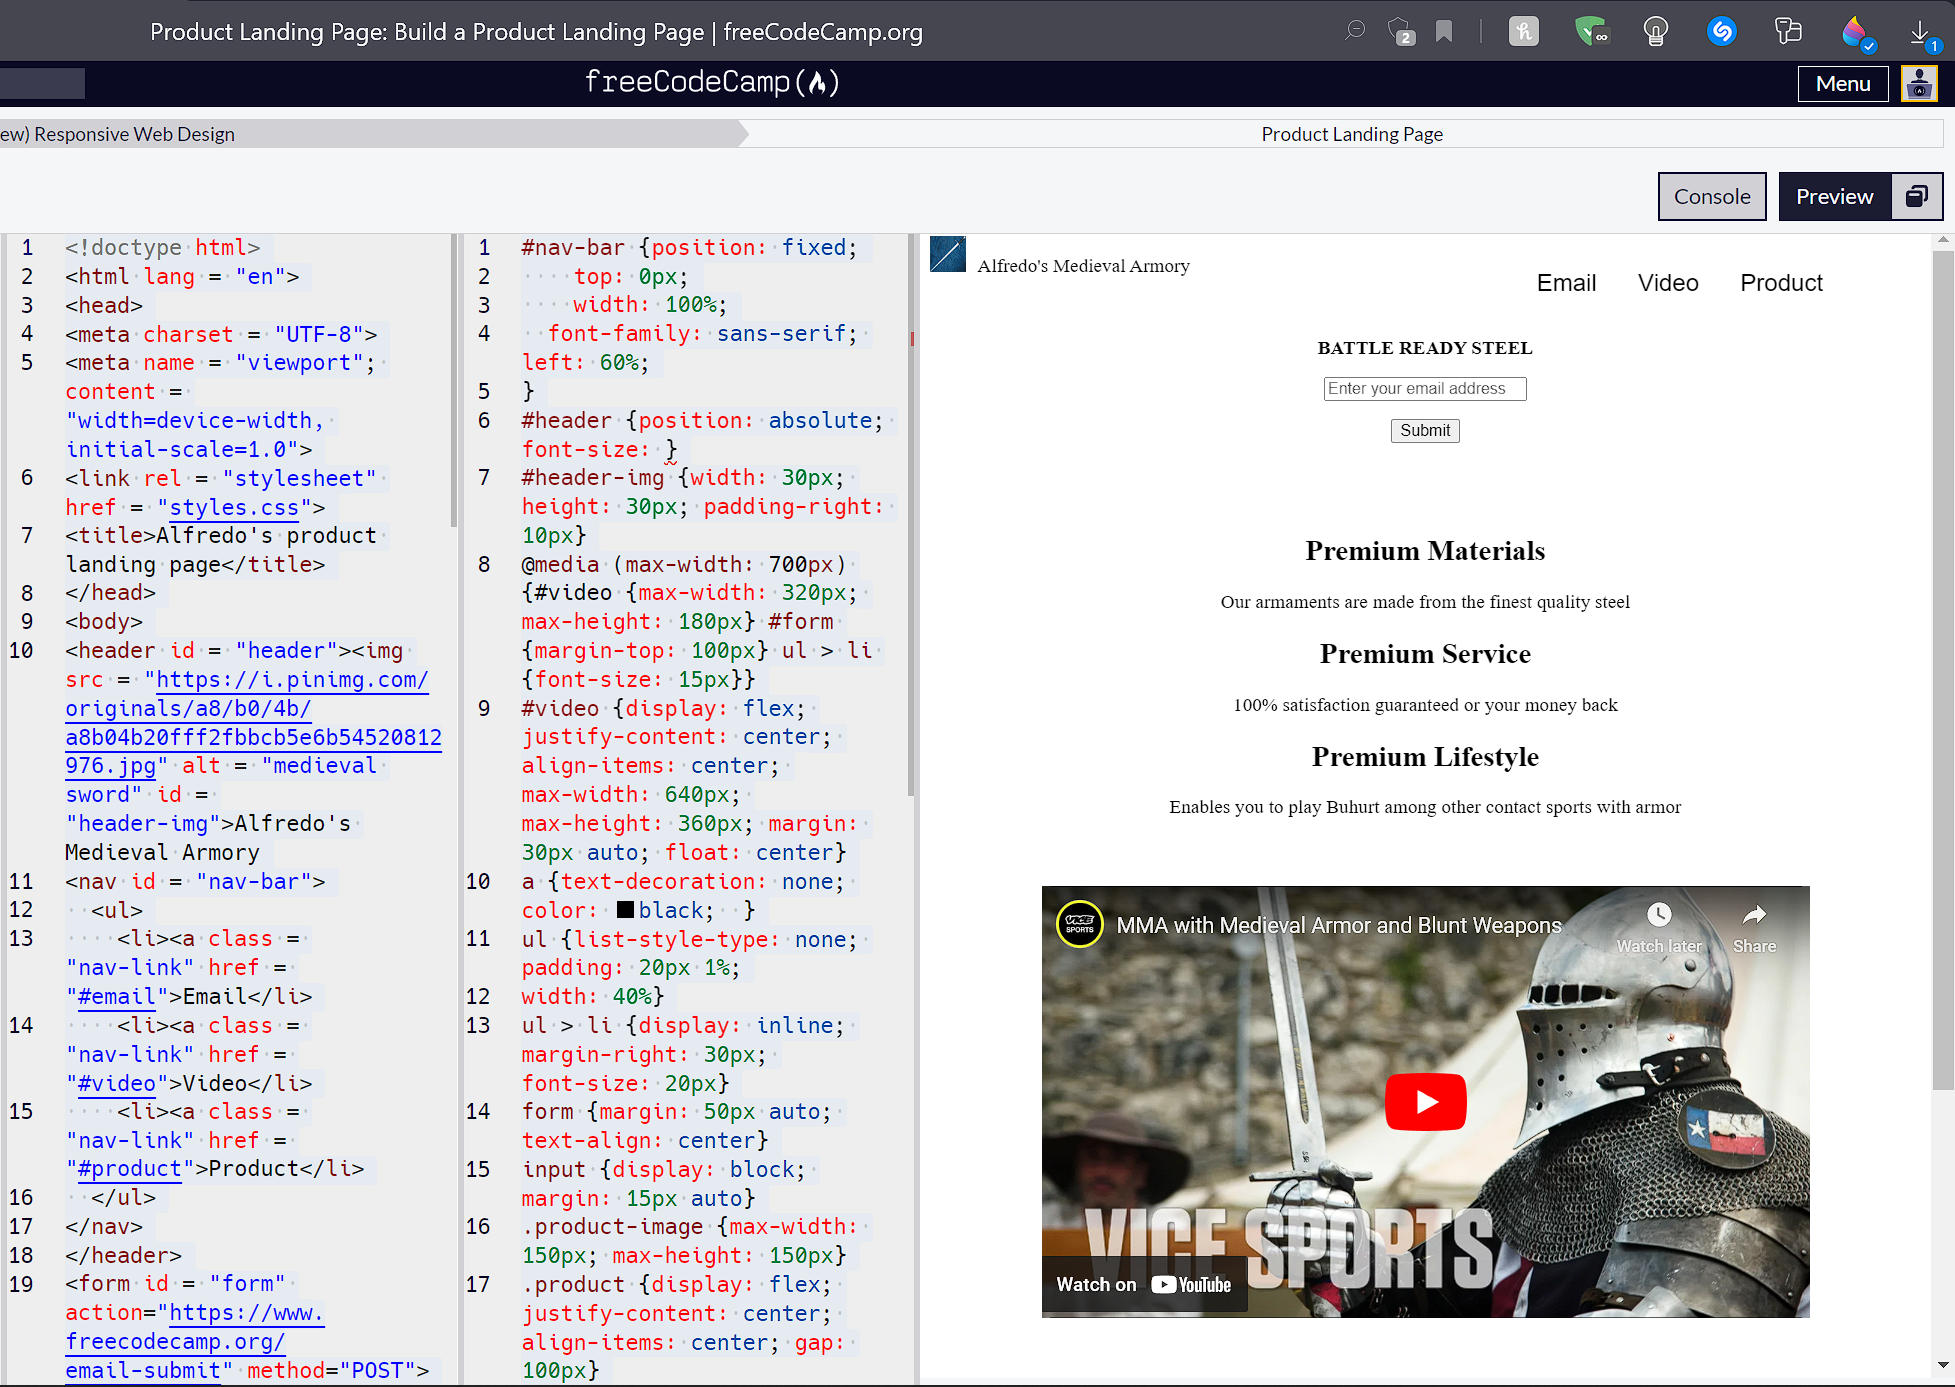 Product Landing Page: Build a Product Landing Page | freeCodeCamp.org
2
1
freeCodeCamp
Menu
ew) Responsive Web Design
Product Landing Page
Console
Preview
1 <!doctype html>
2 <html lang = "en">
3 <head>
4 <meta charset = "UTF-8">
5 <meta name = "viewport";
content =
"width=device-width,
initial-scale=1.0">
6 <link rel = "stylesheet"
href = "styles.css">
7 <title>Alfredo's product
landing page</title>
8 </head>
9 <body>
10 <header id = "header"><img
src = "https://i.pinimg.com/
originals/a8/b0/4b/
a8b04b20fff2fbbcb5e6b54520812
976.jpg" alt = "medieval
sword" id =
"header-img">Alfredo's
Medieval Armory
11 <nav id = "nav-bar">
12 <ul>
13 <li><a class =
"nav-link" href =
"#email">Email</li>
14 <li><a class =
"nav-link" href =
"#video">Video</li>
15 <li><a class =
"nav-link" href =
"#product">Product</li>
16 </ul>
17 </nav>
18 </header>
19 <form id = "form"
action="https://www.
freecodecamp.org/
email-submit" method="POST">
1 #nav-bar {position: fixed;
2 top: 0px;
3 width: 100%;
4 font-family: sans-serif;
left: 60%;
5 }
6 #header {position: absolute;
font-size: }
7 #header-img {width: 30px;
height: 30px; padding-right:
10px}
8 @media (max-width: 700px)
{#video {max-width: 320px;
max-height: 180px} #form
{margin-top: 100px} ul > li
{font-size: 15px}}
9 #video {display: flex;
justify-content: center;
align-items: center;
max-width: 640px;
max-height: 360px; margin:
30px auto; float: center}
10 a {text-decoration: none;
color: black; }
11 ul {list-style-type: none;
padding: 20px 1%;
12 width: 40%}
13 ul > li {display: inline;
margin-right: 30px;
font-size: 20px}
14 form {margin: 50px auto;
text-align: center}
15 input {display: block;
margin: 15px auto}
16 .product-image {max-width:
150px; max-height: 150px}
17 .product {display: flex;
justify-content: center;
align-items: center; gap:
100px}
Alfredo's Medieval Armory
Email Video Product
BATTLE READY STEEL
Enter your email address
Submit
Premium Materials
Our armaments are made from the finest quality steel
Premium Service
100% satisfaction guaranteed or your money back
Premium Lifestyle
Enables you to play Buhurt among other contact sports with armor
VICE SPORTS
MMA with Medieval Armor and Blunt Weapons
Watch later
Share
VICE SPORTS
Watch on YouTube